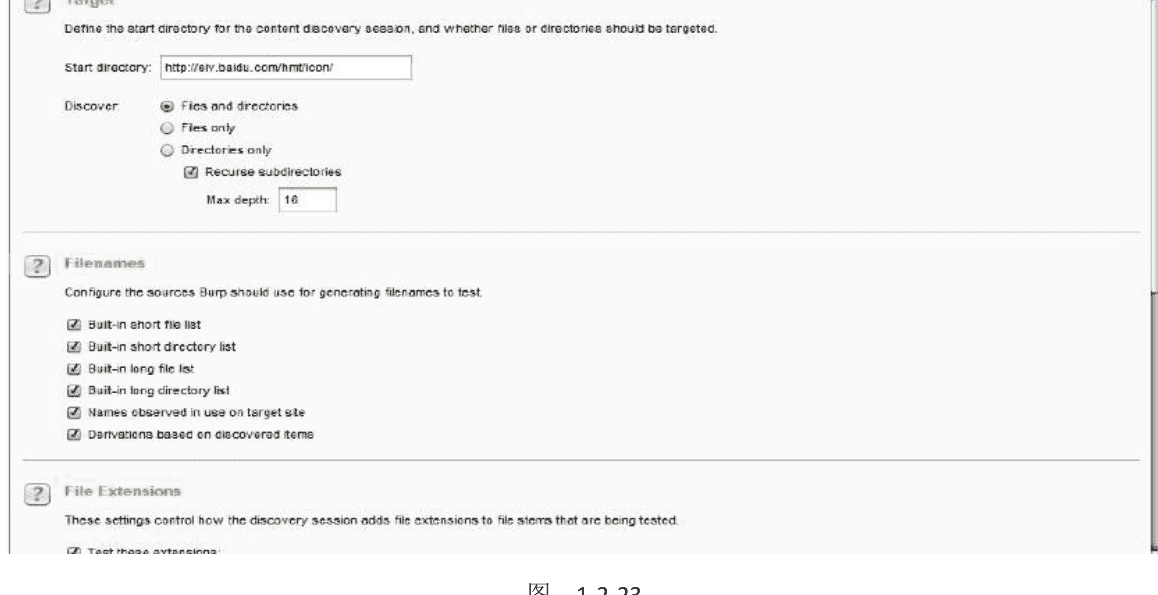 Target
Define the start directory for the content discovery session, and whether files or directories should be targeted.
Start directory: http://eiv.baidu.com/hmt/icon/
Discover: Files and directories
Files only
Directories only
Recurse subdirectories
Max depth: 16
? Filenames
Configure the sources Burp should use for generating filenames to test.
Built-in short file list
Built-in short directory list
Built-in long file list
Built-in long directory list
Names observed in use on target site
Derivations based on discovered items
? File Extensions
These settings control how the discovery session adds file extensions to file stems that are being tested.
Test these extensions:
图 1-2-23